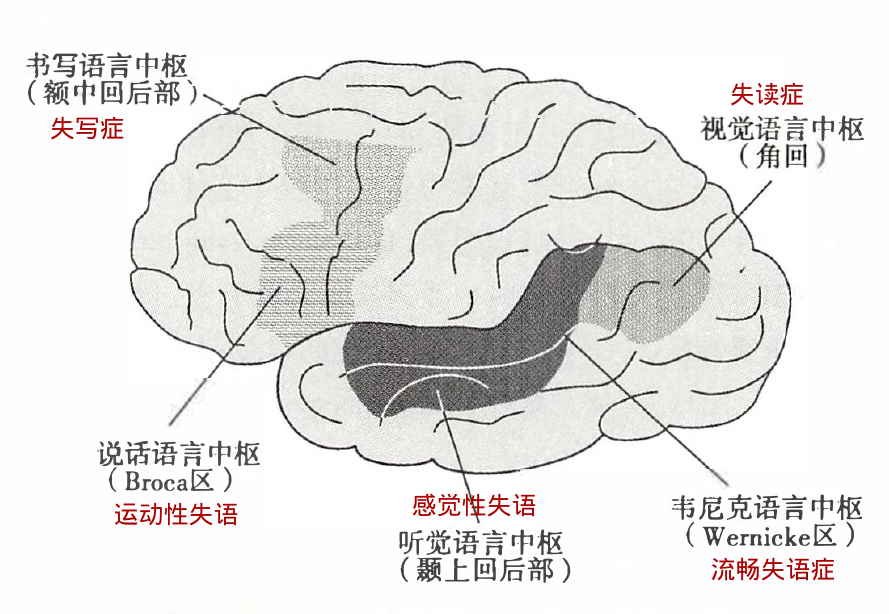 书写语言中枢
（额中回后部）
失写症
失读症
视觉语言中枢
（角回）
说话语言中枢
（Broca区）
运动性失语
感觉性失语
听觉语言中枢
（颞上回后部）
韦尼克语言中枢
（Wernicke区）
流畅失语症